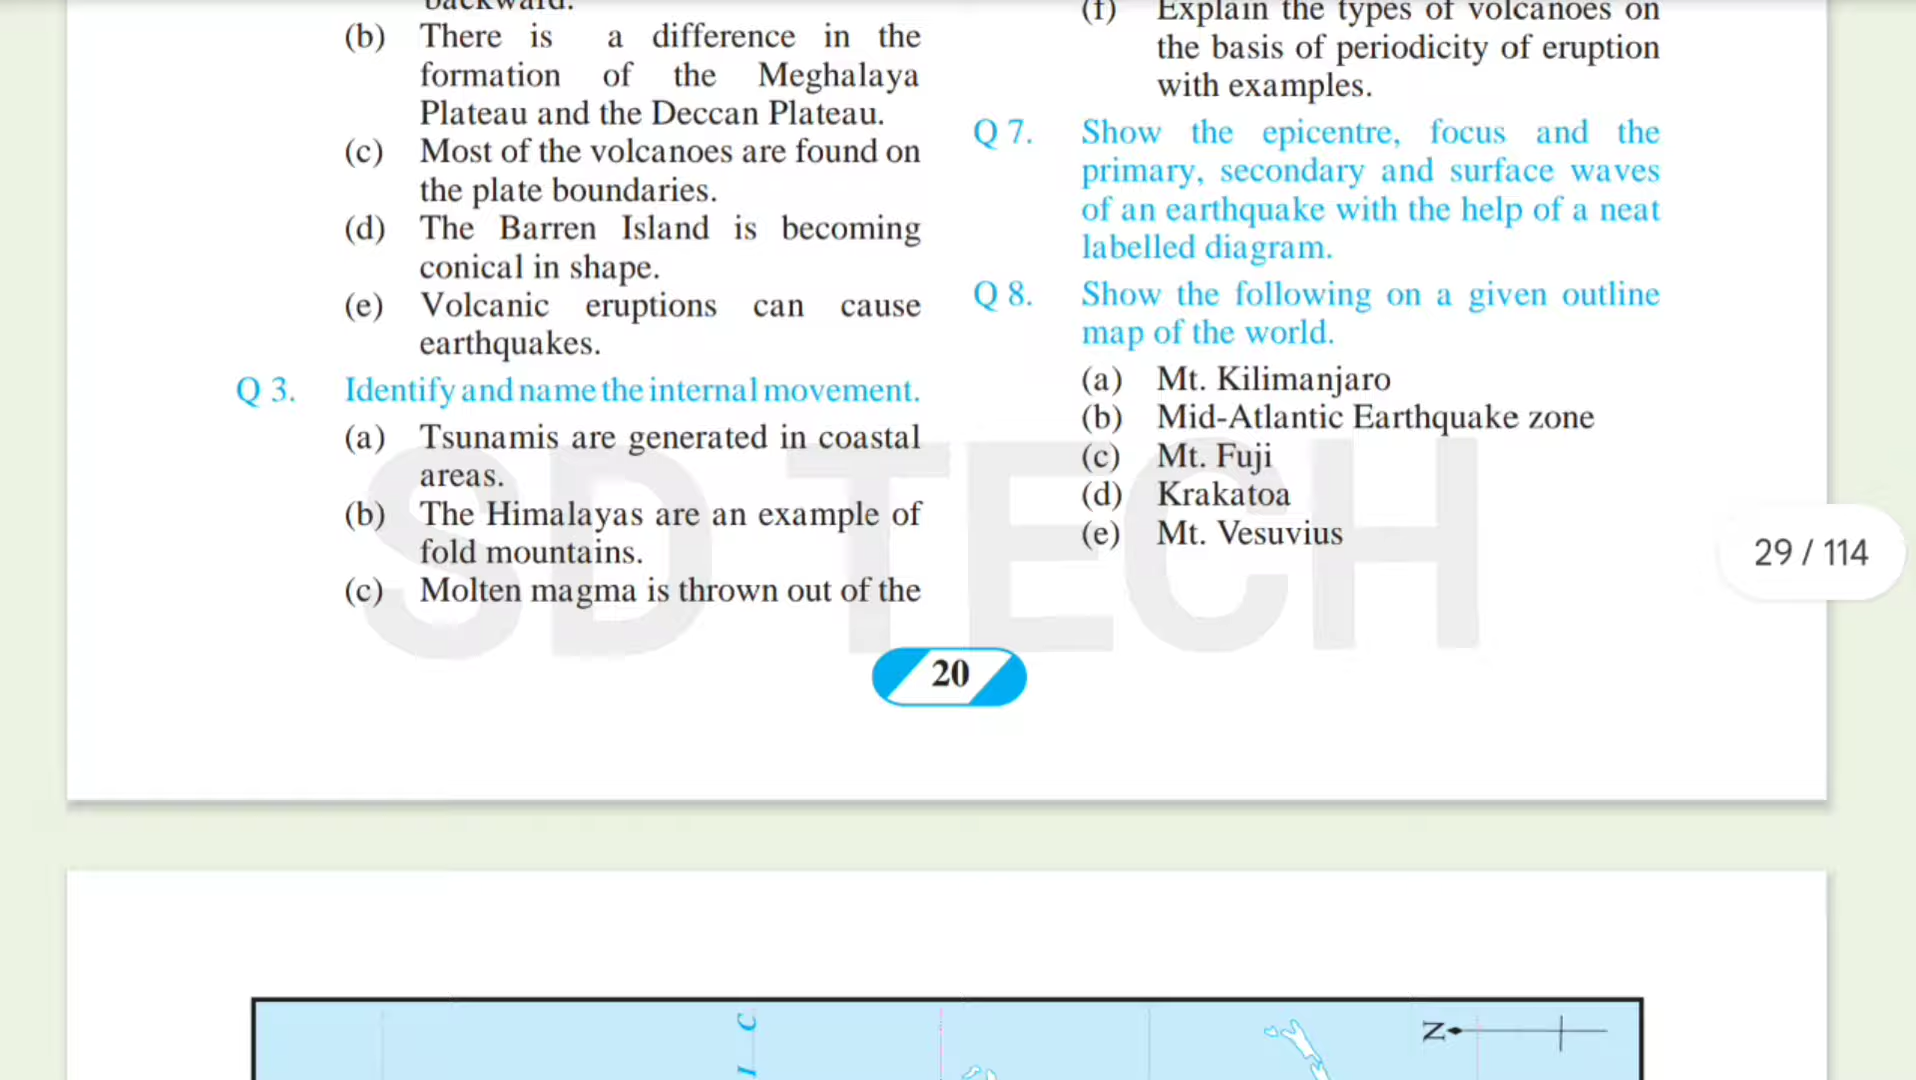 backward.
(b) There is a difference in the
formation of the Meghalaya
Plateau and the Deccan Plateau.
(c) Most of the volcanoes are found on
the plate boundaries.
(d) The Barren Island is becoming
conical in shape.
(e) Volcanic eruptions can cause
earthquakes.
Q 3. Identify and name the internal movement.
(a) Tsunamis are generated in coastal
areas.
(b) The Himalayas are an example of
fold mountains.
(c) Molten magma is thrown out of the
(f) Explain the types of volcanoes on
the basis of periodicity of eruption
with examples.
Q 7. Show the epicentre, focus and the
primary, secondary and surface waves
of an earthquake with the help of a neat
labelled diagram.
Q 8. Show the following on a given outline
map of the world.
(a) Mt. Kilimanjaro
(b) Mid-Atlantic Earthquake zone
(c) Mt. Fuji
(d) Krakatoa
(e) Mt. Vesuvius
SD TECH
29 / 114
20
C
I
N